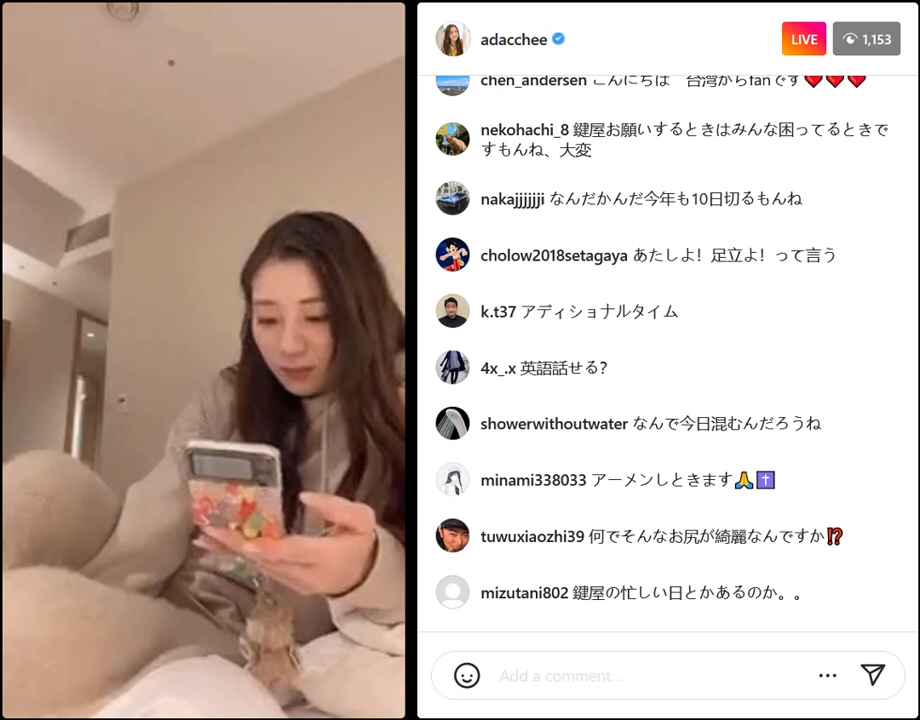 adacchee
LIVE
1,153
chen_andersen こんにちは 台湾からfanです❤️❤️❤️
nekohachi_8 鍵屋お願いするときはみんな困ってるときで
すもんね、大変
nakajjjjjji なんだかんだ今年も10日切るもんね
cholow2018setagaya あたしよ！足立よ！って言う
k.t37 アディショナルタイム
4x_.x 英語話せる？
showerwithoutwater なんで今日混むんだろうね
minami338033 アーメンしときます🙏✝️
tuwuxiaozhi39 何でそんなお尻が綺麗なんですか⁉️
mizutani802 鍵屋の忙しい日とかあるのか。。
Add a comment...